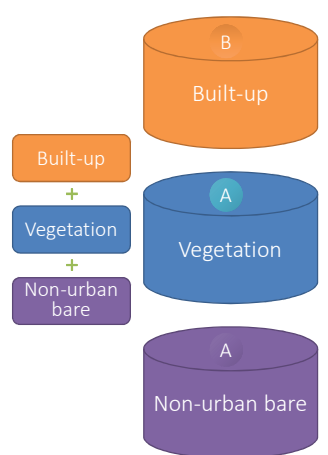 B
Built-up
Built-up
+
Vegetation
+
Non-urban
bare
A
Vegetation
A
Non-urban bare